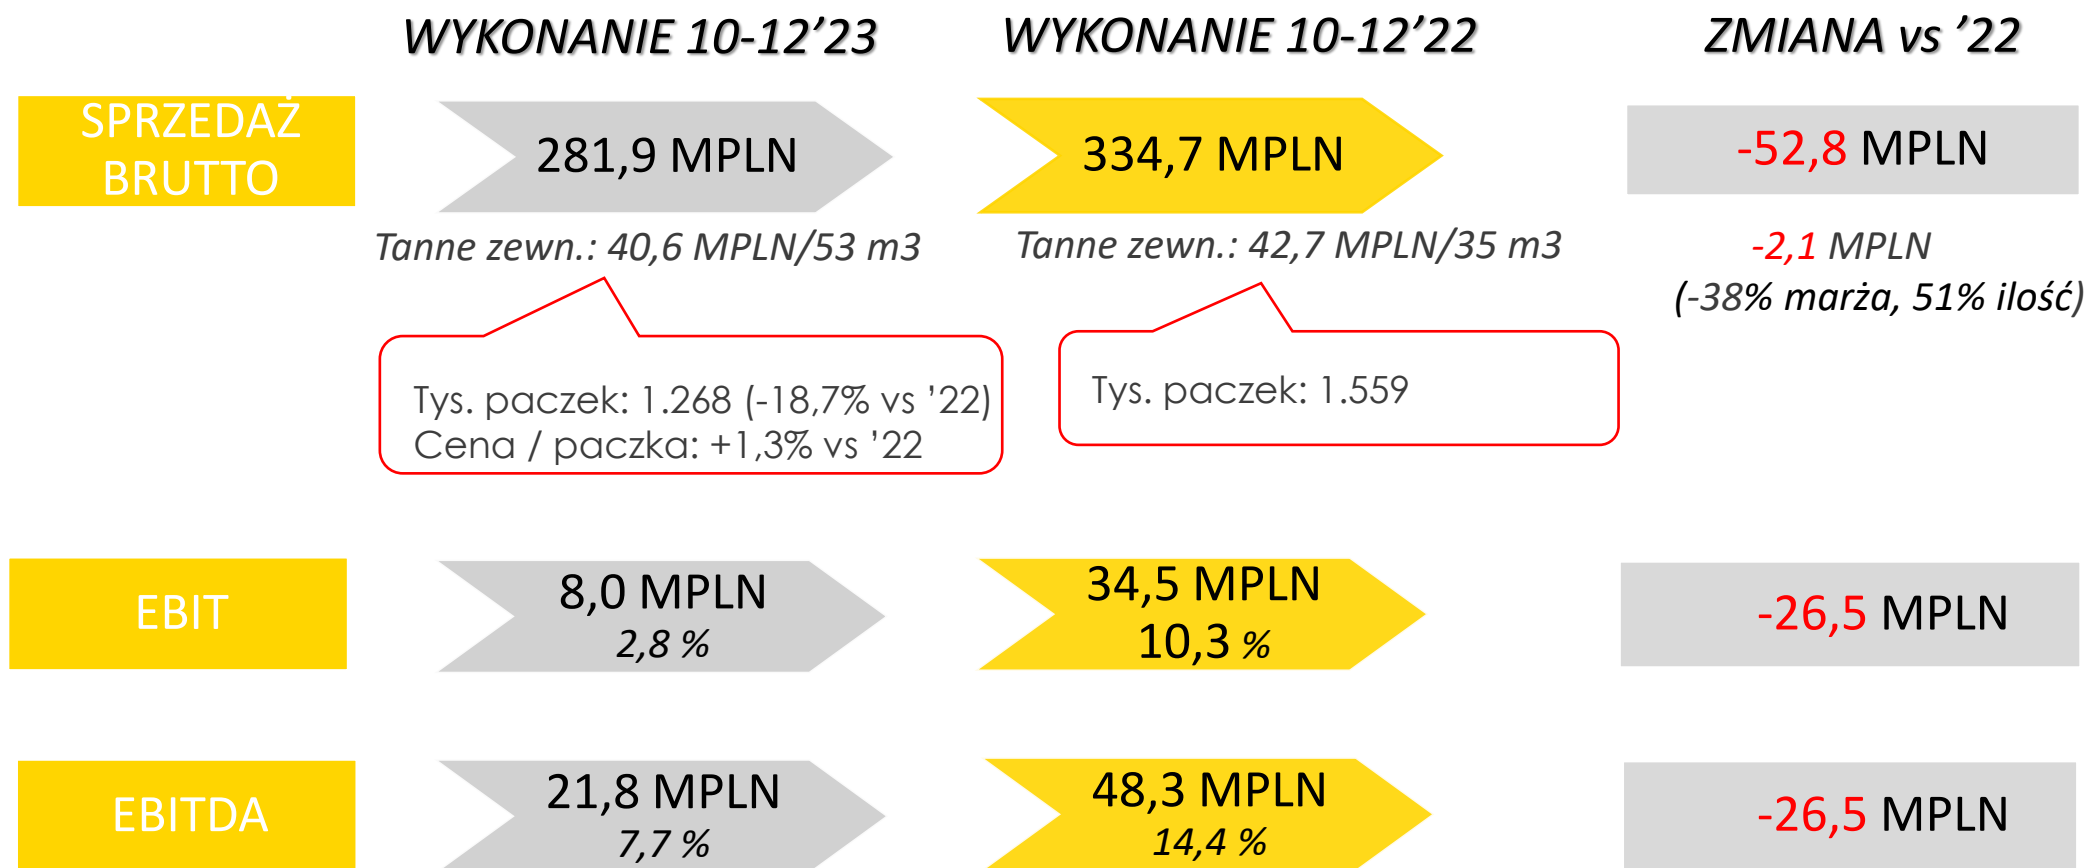 WYKONANIE 10-12’23
WYKONANIE 10-12’22
ZMIANA vs ’22
SPRZEDAŻ
BRUTTO
281,9 MPLN
334,7 MPLN
-52,8 MPLN
Tanne zewn.: 40,6 MPLN/53 m3
Tanne zewn.: 42,7 MPLN/35 m3
-2,1 MPLN
(-38% marża, 51% ilość)
Tys. paczek: 1.268 (-18,7% vs ’22)
Cena / paczka: +1,3% vs ’22
Tys. paczek: 1.559
EBIT
8,0 MPLN
2,8 %
34,5 MPLN
10,3 %
-26,5 MPLN
EBITDA
21,8 MPLN
7,7 %
48,3 MPLN
14,4 %
-26,5 MPLN